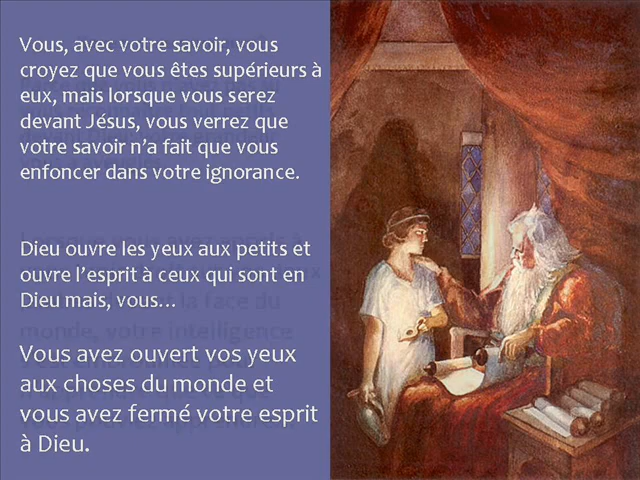 Vous, avec votre savoir, vous
croyez que vous êtes supérieurs à
eux, mais lorsque vous serez
devant Jésus, vous verrez que
votre savoir n’a fait que vous
enfoncer dans votre ignorance.
Dieu ouvre les yeux aux petits et
ouvre l’esprit à ceux qui sont en
Dieu mais, vous…
Vous avez ouvert vos yeux
aux choses du monde et
vous avez fermé votre esprit
à Dieu.